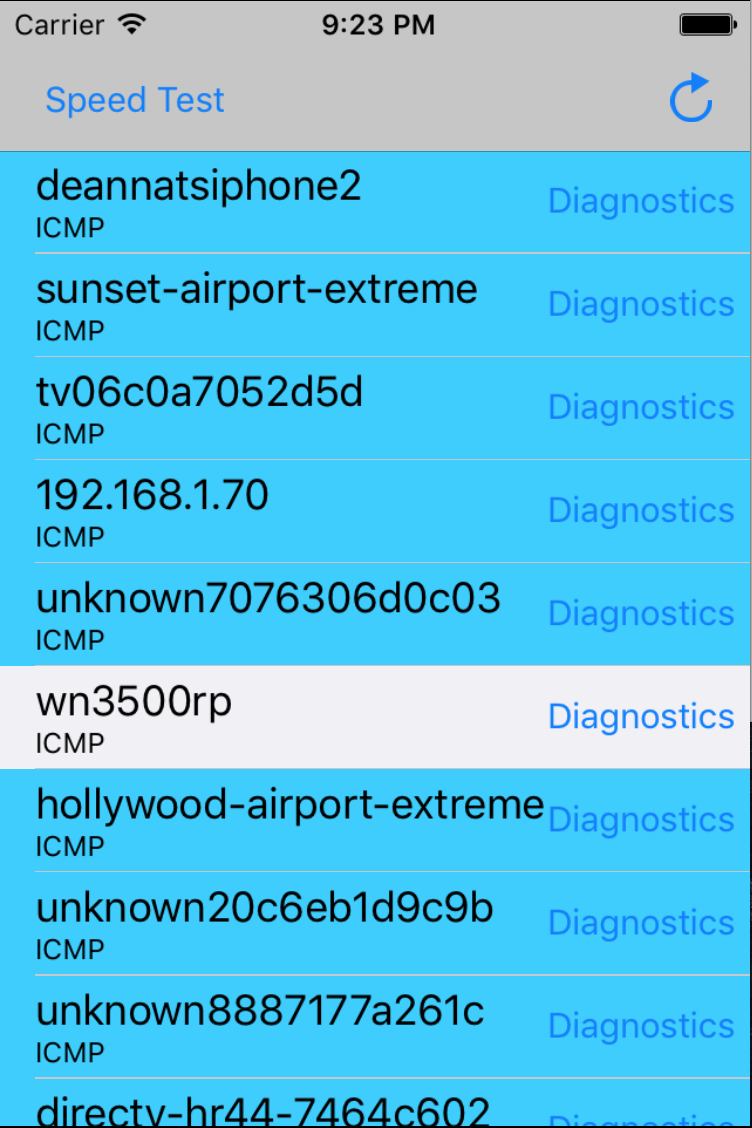 Carrier 9:23 PM
Speed Test
deannatsiphone2 Diagnostics
ICMP
sunset-airport-extreme Diagnostics
ICMP
tv06c0a7052d5d Diagnostics
ICMP
192.168.1.70 Diagnostics
ICMP
unknown7076306d0c03 Diagnostics
ICMP
wn3500rp Diagnostics
ICMP
hollywood-airport-extreme Diagnostics
ICMP
unknown20c6eb1d9c9b Diagnostics
ICMP
unknown8887177a261c Diagnostics
ICMP
directv-hr44-7464c602 Diagnostics